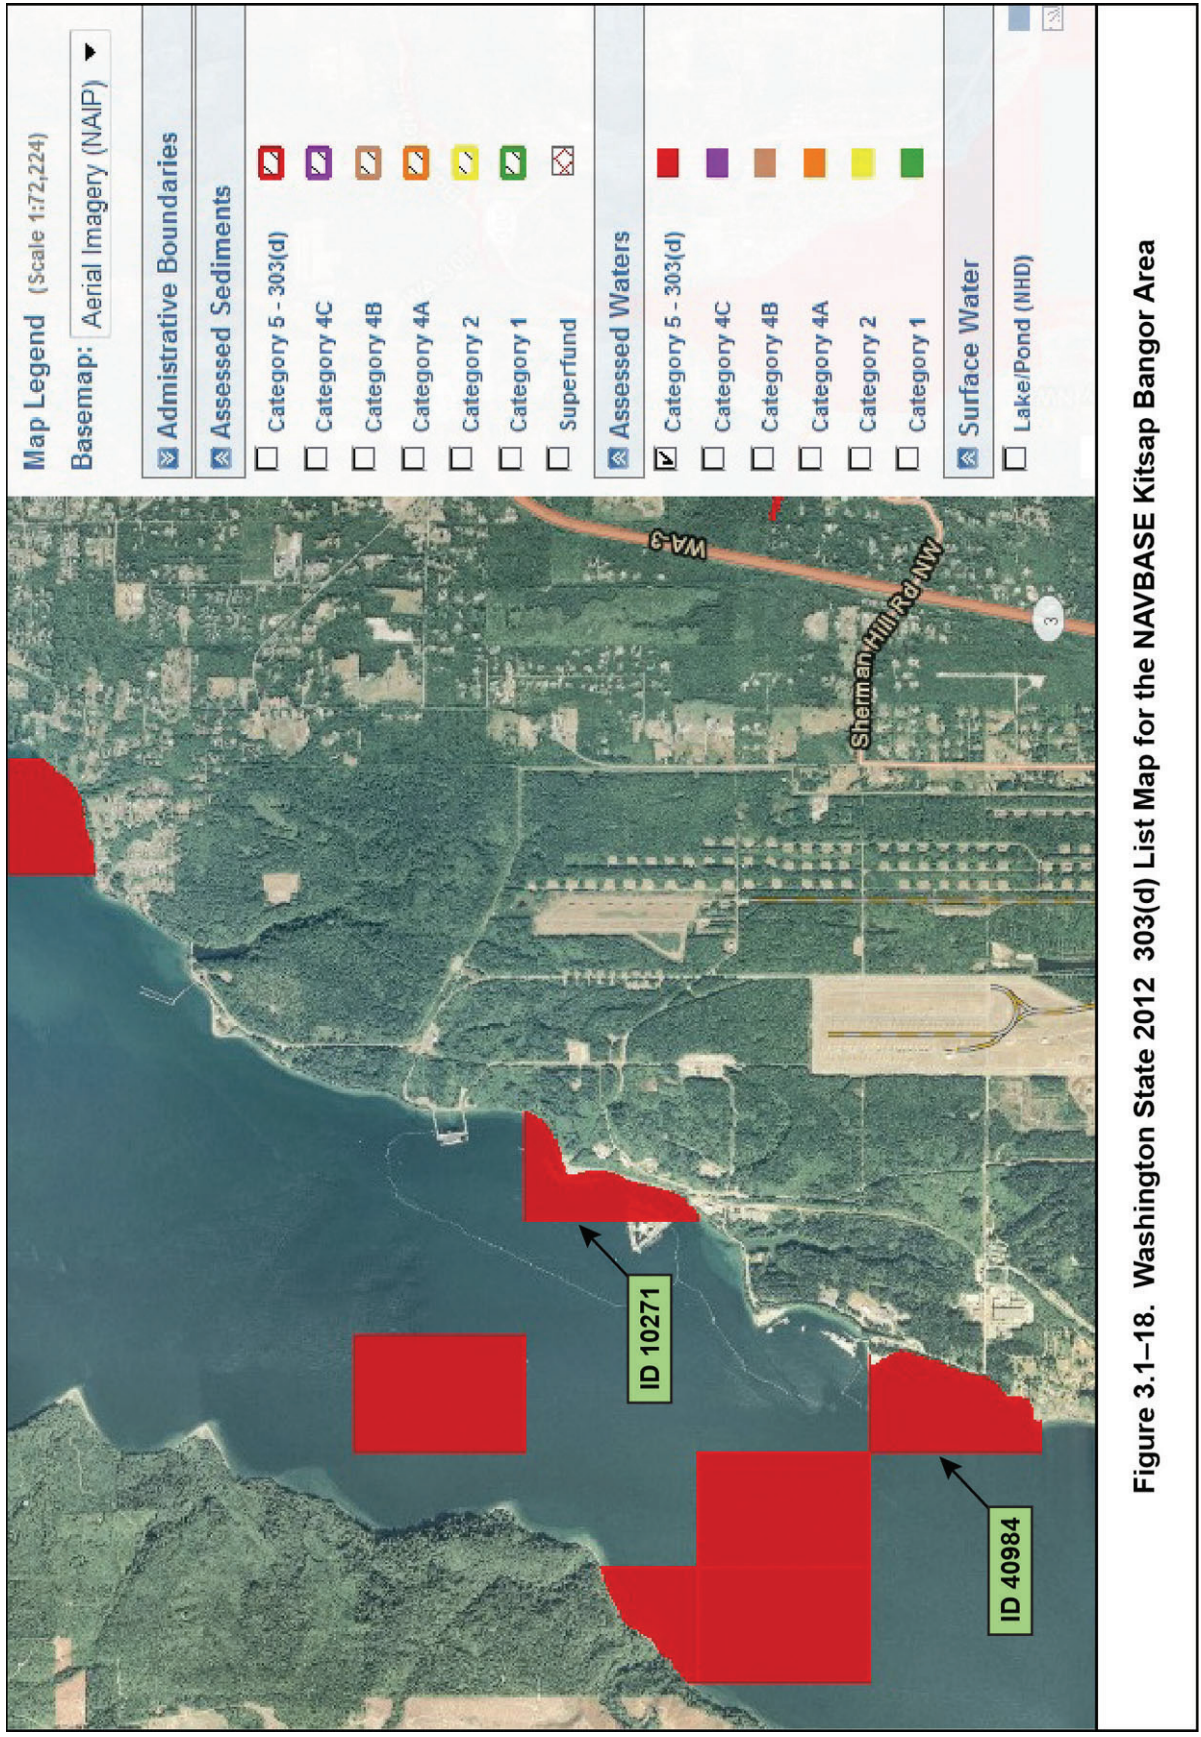 Map Legend (Scale 1:72,224)
Basemap: Aerial Imagery (NAIP)
Admistrative Boundaries
Assessed Sediments
Category 5 - 303(d)
Category 4C
Category 4B
Category 4A
Category 2
Category 1
Superfund
Assessed Waters
Category 5 - 303(d)
Category 4C
Category 4B
Category 4A
Category 2
Category 1
Surface Water
Lake/Pond (NHD)
WA-3
Sherman Hill Rd NW
3
ID 10271
ID 40984
Figure 3.1–18. Washington State 2012 303(d) List Map for the NAVBASE Kitsap Bangor Area